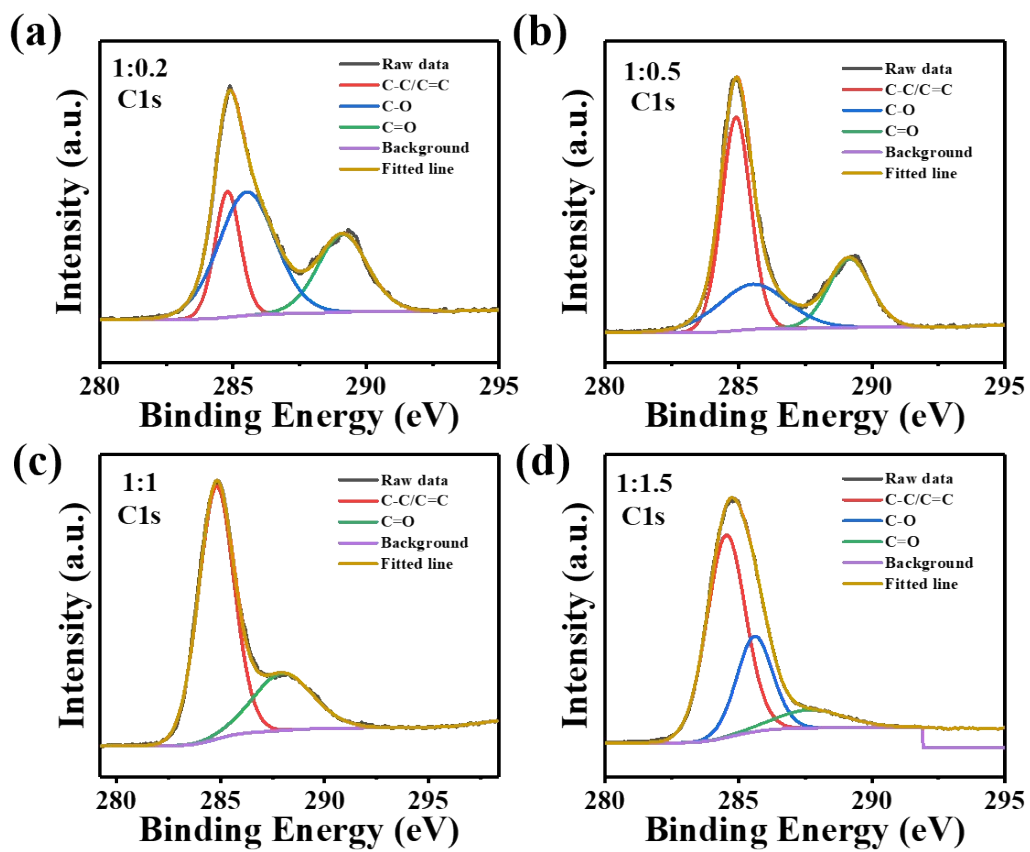 (a)
1:0.2
C1s
Raw data
C-C/C=C
C-O
C=O
Background
Fitted line
Intensity (a.u.)
280 285 290 295
Binding Energy (eV)
(b)
1:0.5
C1s
Raw data
C-C/C=C
C-O
C=O
Background
Fitted line
Intensity (a.u.)
280 285 290 295
Binding Energy (eV)
(c)
1:1
C1s
Raw data
C-C/C=C
C=O
Background
Fitted line
Intensity (a.u.)
280 285 290 295
Binding Energy (eV)
(d)
1:1.5
C1s
Raw data
C-C/C=C
C-O
C=O
Background
Fitted line
Intensity (a.u.)
280 285 290 295
Binding Energy (eV)